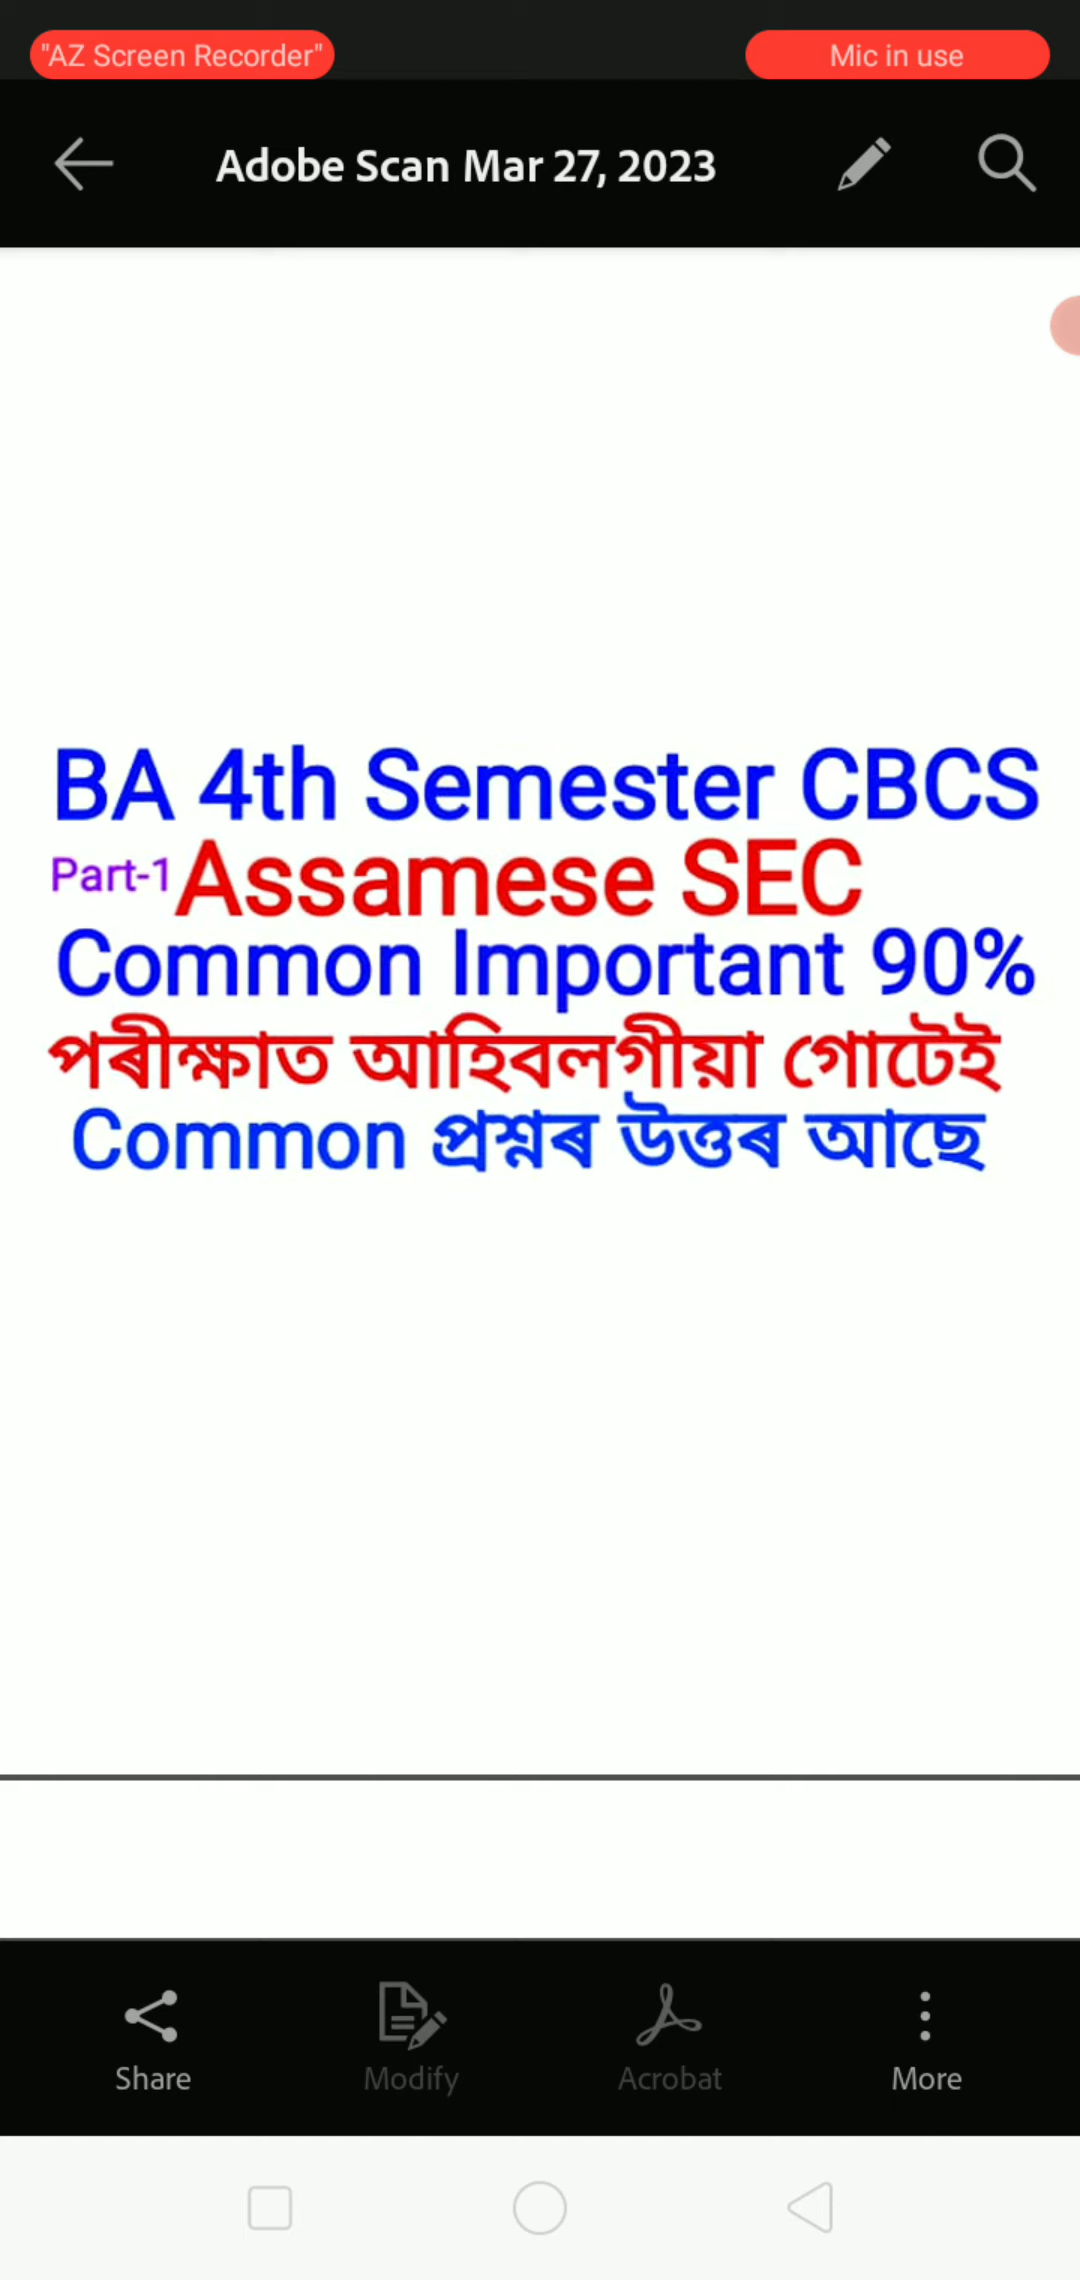 "AZ Screen Recorder" Mic in use
Adobe Scan Mar 27, 2023
BA 4th Semester CBCS
Part-1 Assamese SEC
Common Important 90%
পৰীক্ষাত আহিবলগীয়া গোটেই
Common প্ৰশ্নৰ উত্তৰ আছে
Share Modify Acrobat More